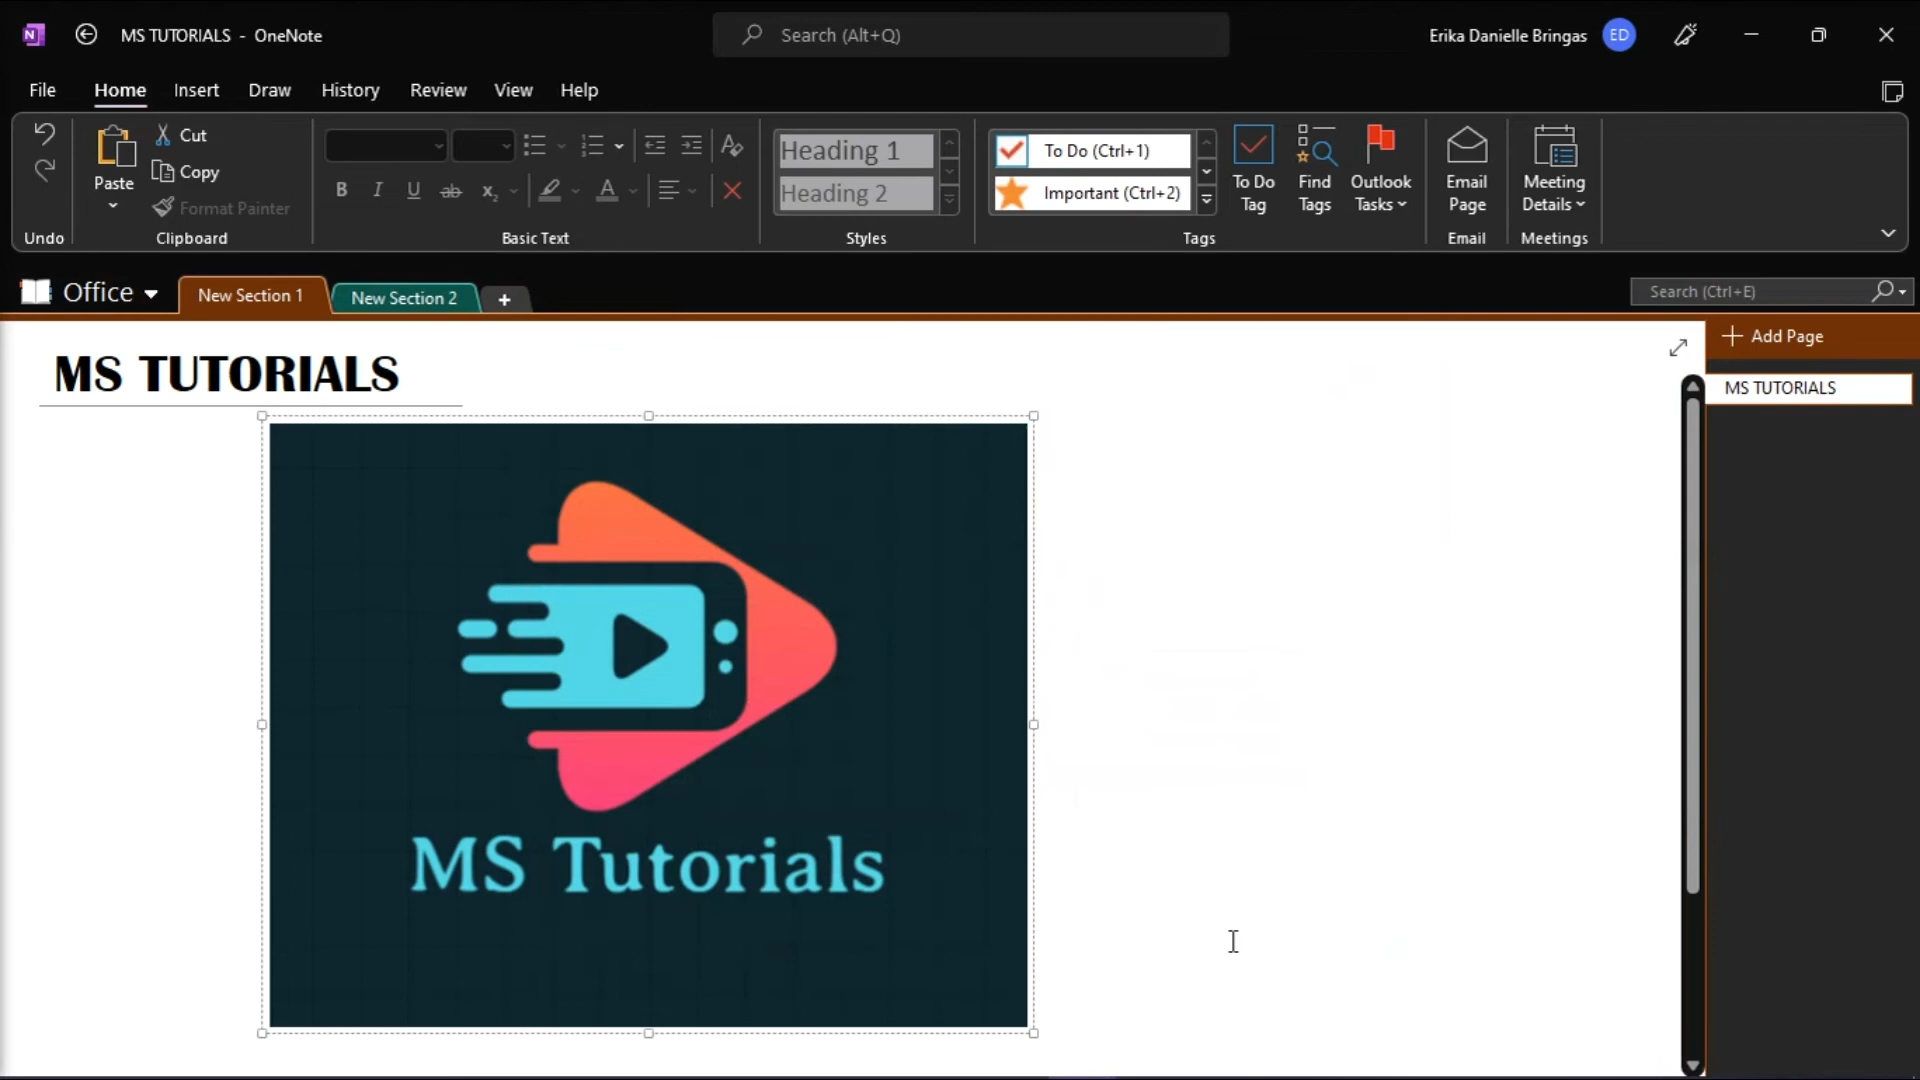 MS TUTORIALS - OneNote
Search (Alt+Q)
Erika Danielle Bringas ED
File Home Insert Draw History Review View Help
Undo
Paste
Cut
Copy
Format Painter
Clipboard
B I U ab x₂ A
Basic Text
Heading 1
Heading 2
Styles
To Do (Ctrl+1)
Important (Ctrl+2)
To Do
Tag
Find
Tags
Outlook
Tasks
Tags
Email
Page
Email
Meeting
Details
Meetings
Office New Section 1 New Section 2 +
Search (Ctrl+E)
Add Page
MS TUTORIALS
MS TUTORIALS
MS Tutorials